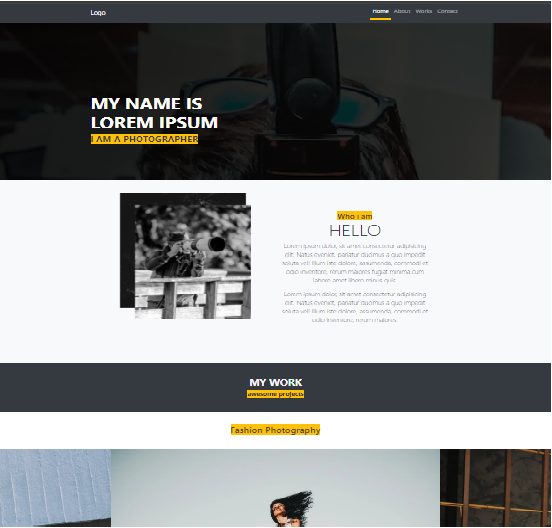 Logo
Home About Works Contact
MY NAME IS
LOREM IPSUM
I AM A PHOTOGRAPHER
Who i am
HELLO
Lorem ipsum dolor, sit amet consectetur adipisicing
elit. Natus eveniet, pariatur ducimus a quo impedit
soluta vel! Illum iste dolore, assumenda, commodi et
odio inventore, rerum maiores fugiat minima cum
labore amet libero minus quis.
Lorem ipsum dolor, sit amet consectetur adipisicing
elit. Natus eveniet, pariatur ducimus a quo impedit
soluta vel! Illum iste dolore, assumenda, commodi et
odio inventore, rerum maiores.
MY WORK
awesome projects
Fashion Photography